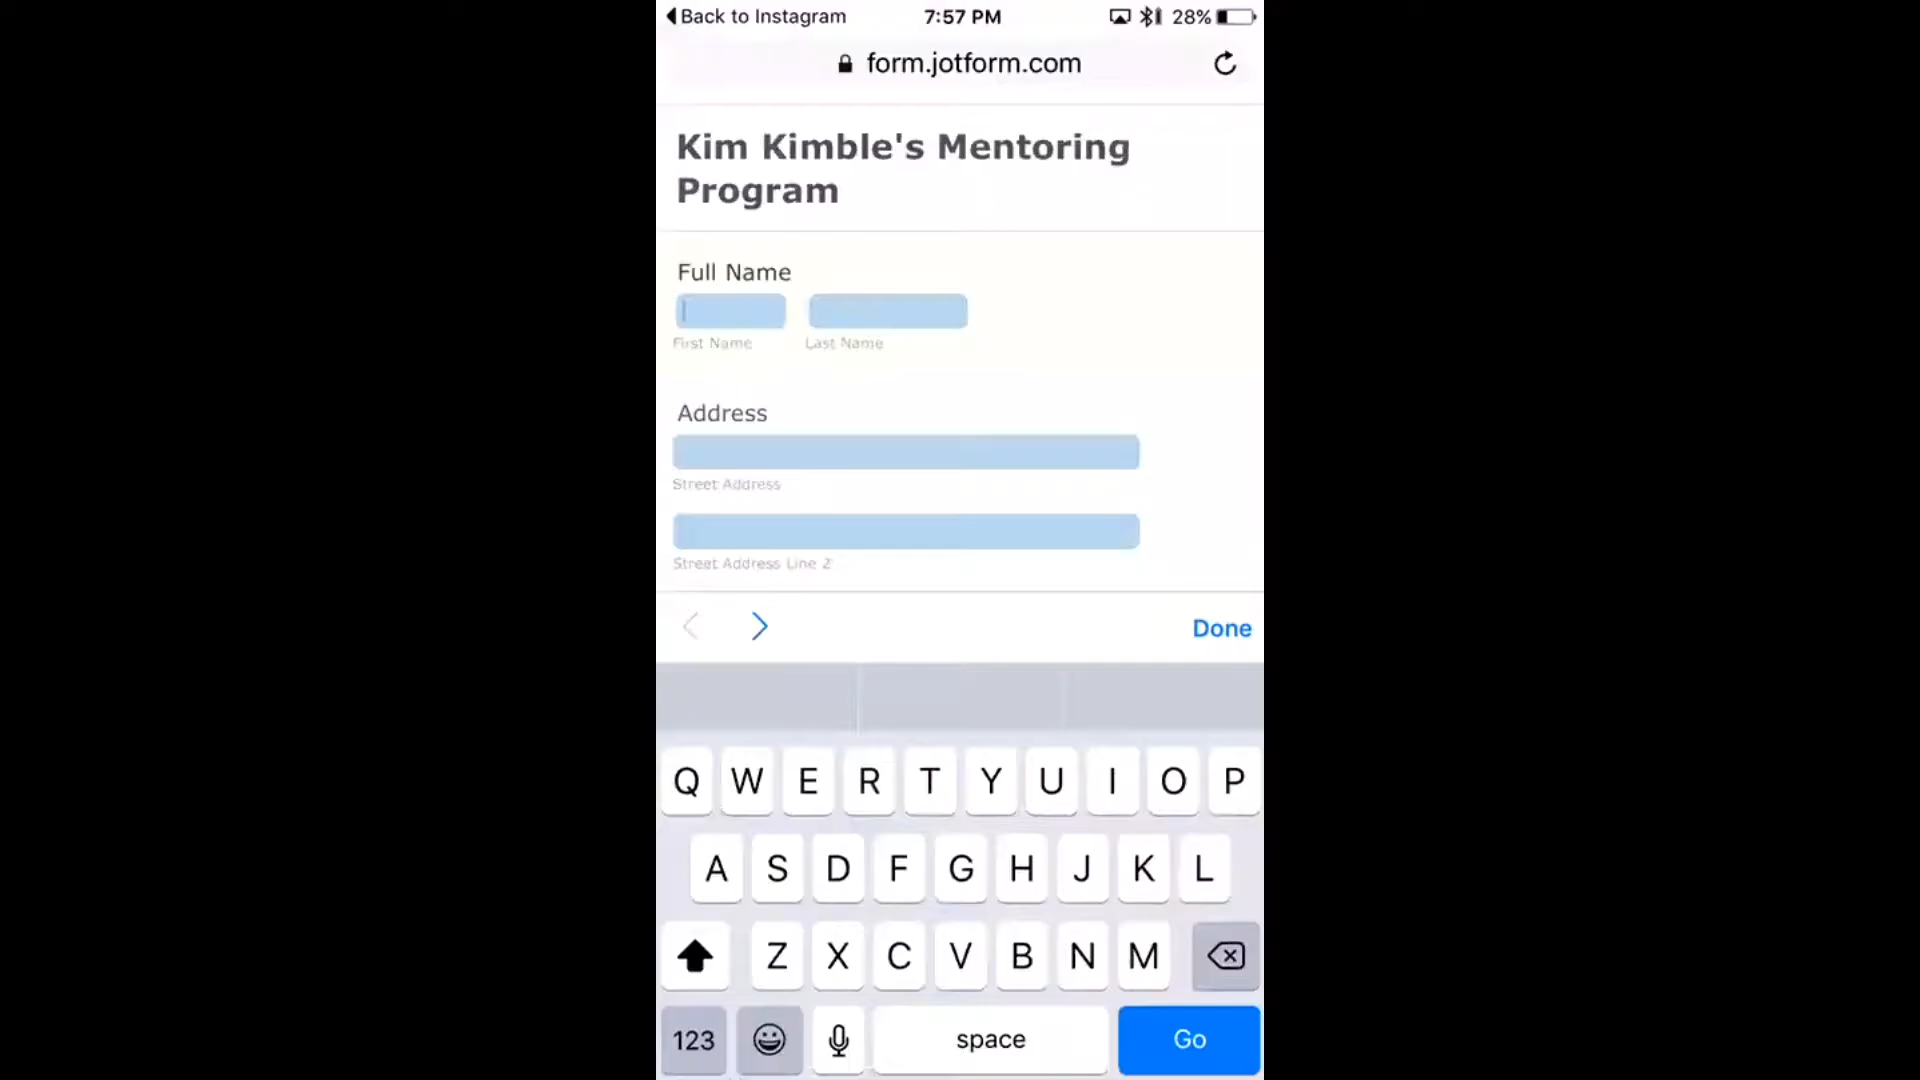 Back to Instagram 7:57 PM 28%
form.jotform.com
Kim Kimble's Mentoring
Program
Full Name
First Name Last Name
Address
Street Address
Street Address Line 2
Done
Q W E R T Y U I O P
A S D F G H J K L
Z X C V B N M
123 space Go